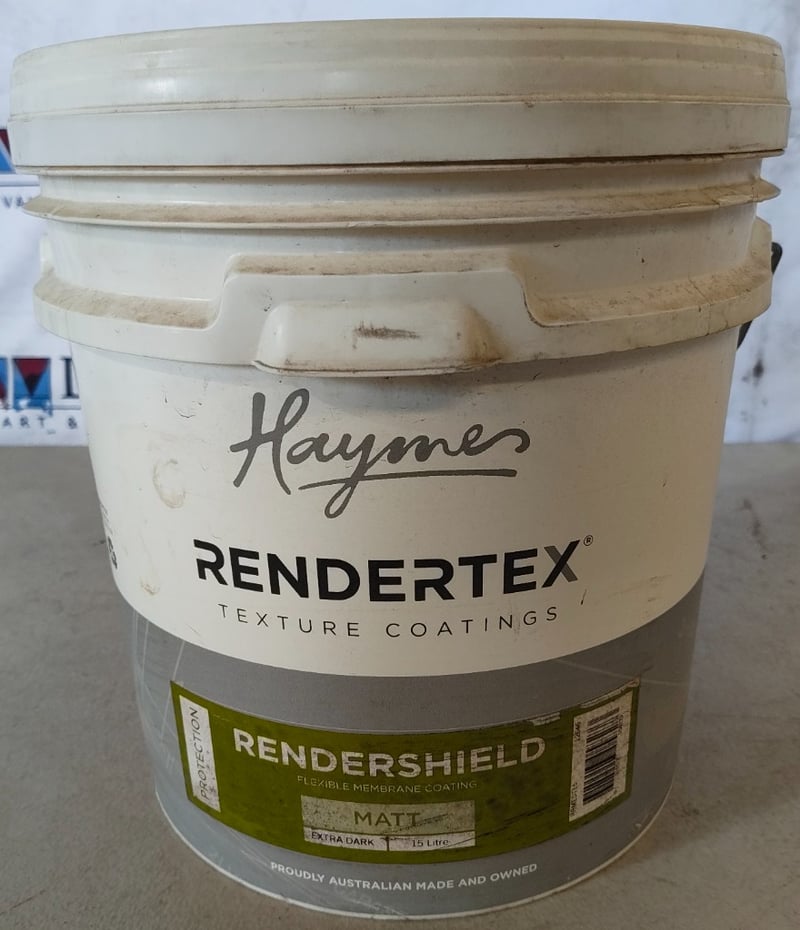 Haymes
RENDERTEX®
TEXTURE COATINGS
PROTECTION
RENDERSHIELD
FLEXIBLE MEMBRANE COATING
MATT
EXTRA DARK
15 Litre
PROUDLY AUSTRALIAN MADE AND OWNED
ART &